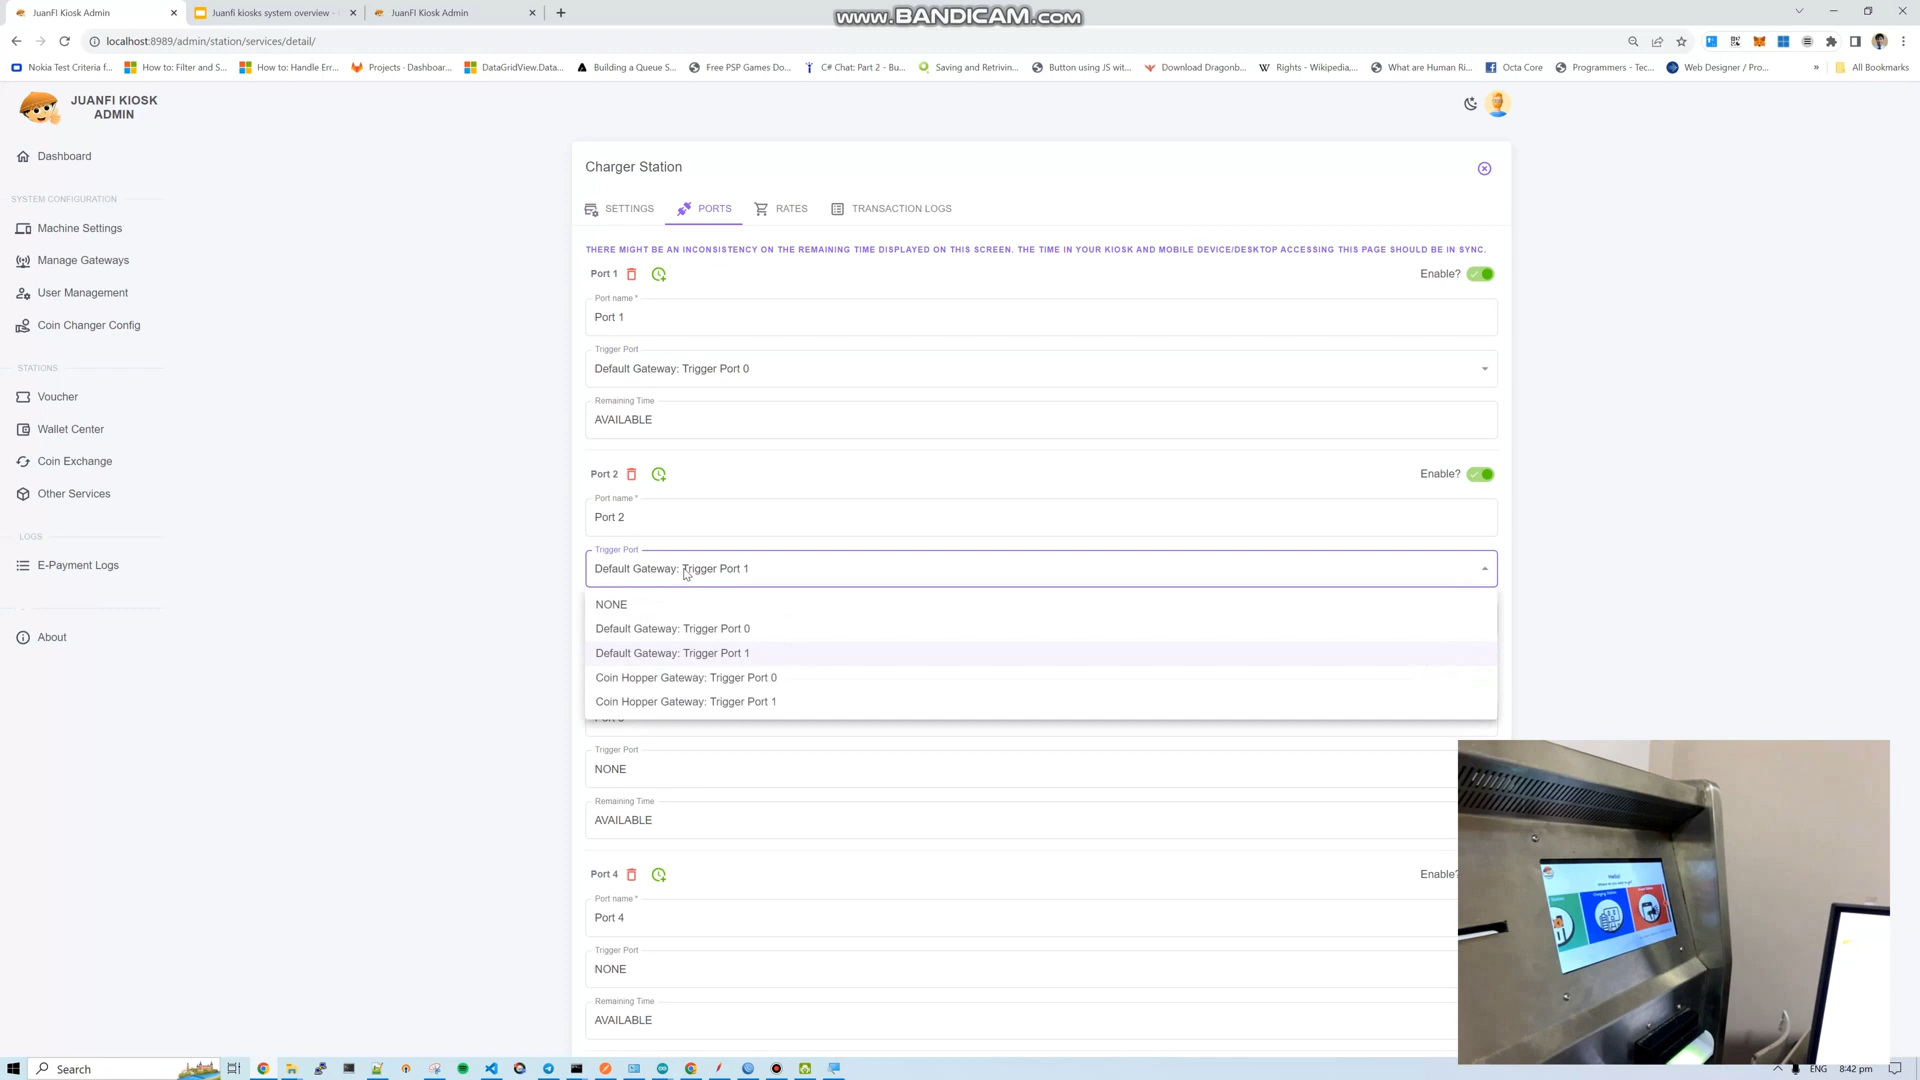 JuanFI Kiosk Admin
Juanfi kiosks system overview -
JuanFI Kiosk Admin
www.BANDICAM.com
localhost:8989/admin/station/services/detail/
Nokia Test Criteria f...
How to: Filter and S...
How to: Handle Err...
Projects · Dashboar...
DataGridView.Data...
Building a Queue S...
Free PSP Games Do...
C# Chat: Part 2 - Bu...
Saving and Retrivin...
Button using JS wit...
Download Dragonb...
Rights - Wikipedia,...
What are Human Ri...
Octa Core
Programmers - Tec...
Web Designer / Pro...
»
All Bookmarks
JUANFI KIOSK
ADMIN
Dashboard
SYSTEM CONFIGURATION
Machine Settings
Manage Gateways
User Management
Coin Changer Config
STATIONS
Voucher
Wallet Center
Coin Exchange
Other Services
LOGS
E-Payment Logs
About
Charger Station
SETTINGS
PORTS
RATES
TRANSACTION LOGS
THERE MIGHT BE AN INCONSISTENCY ON THE REMAINING TIME DISPLAYED ON THIS SCREEN. THE TIME IN YOUR KIOSK AND MOBILE DEVICE/DESKTOP ACCESSING THIS PAGE SHOULD BE IN SYNC.
Port 1
Enable?
Port name *
Port 1
Trigger Port
Default Gateway: Trigger Port 0
Remaining Time
AVAILABLE
Port 2
Enable?
Port name *
Port 2
Trigger Port
Default Gateway: Trigger Port 1
NONE
Default Gateway: Trigger Port 0
Default Gateway: Trigger Port 1
Coin Hopper Gateway: Trigger Port 0
Coin Hopper Gateway: Trigger Port 1
Trigger Port
NONE
Remaining Time
AVAILABLE
Port 4
Enable?
Port name *
Port 4
Trigger Port
NONE
Remaining Time
AVAILABLE
Hello!
Charging Station
Search
ENG
8:42 pm